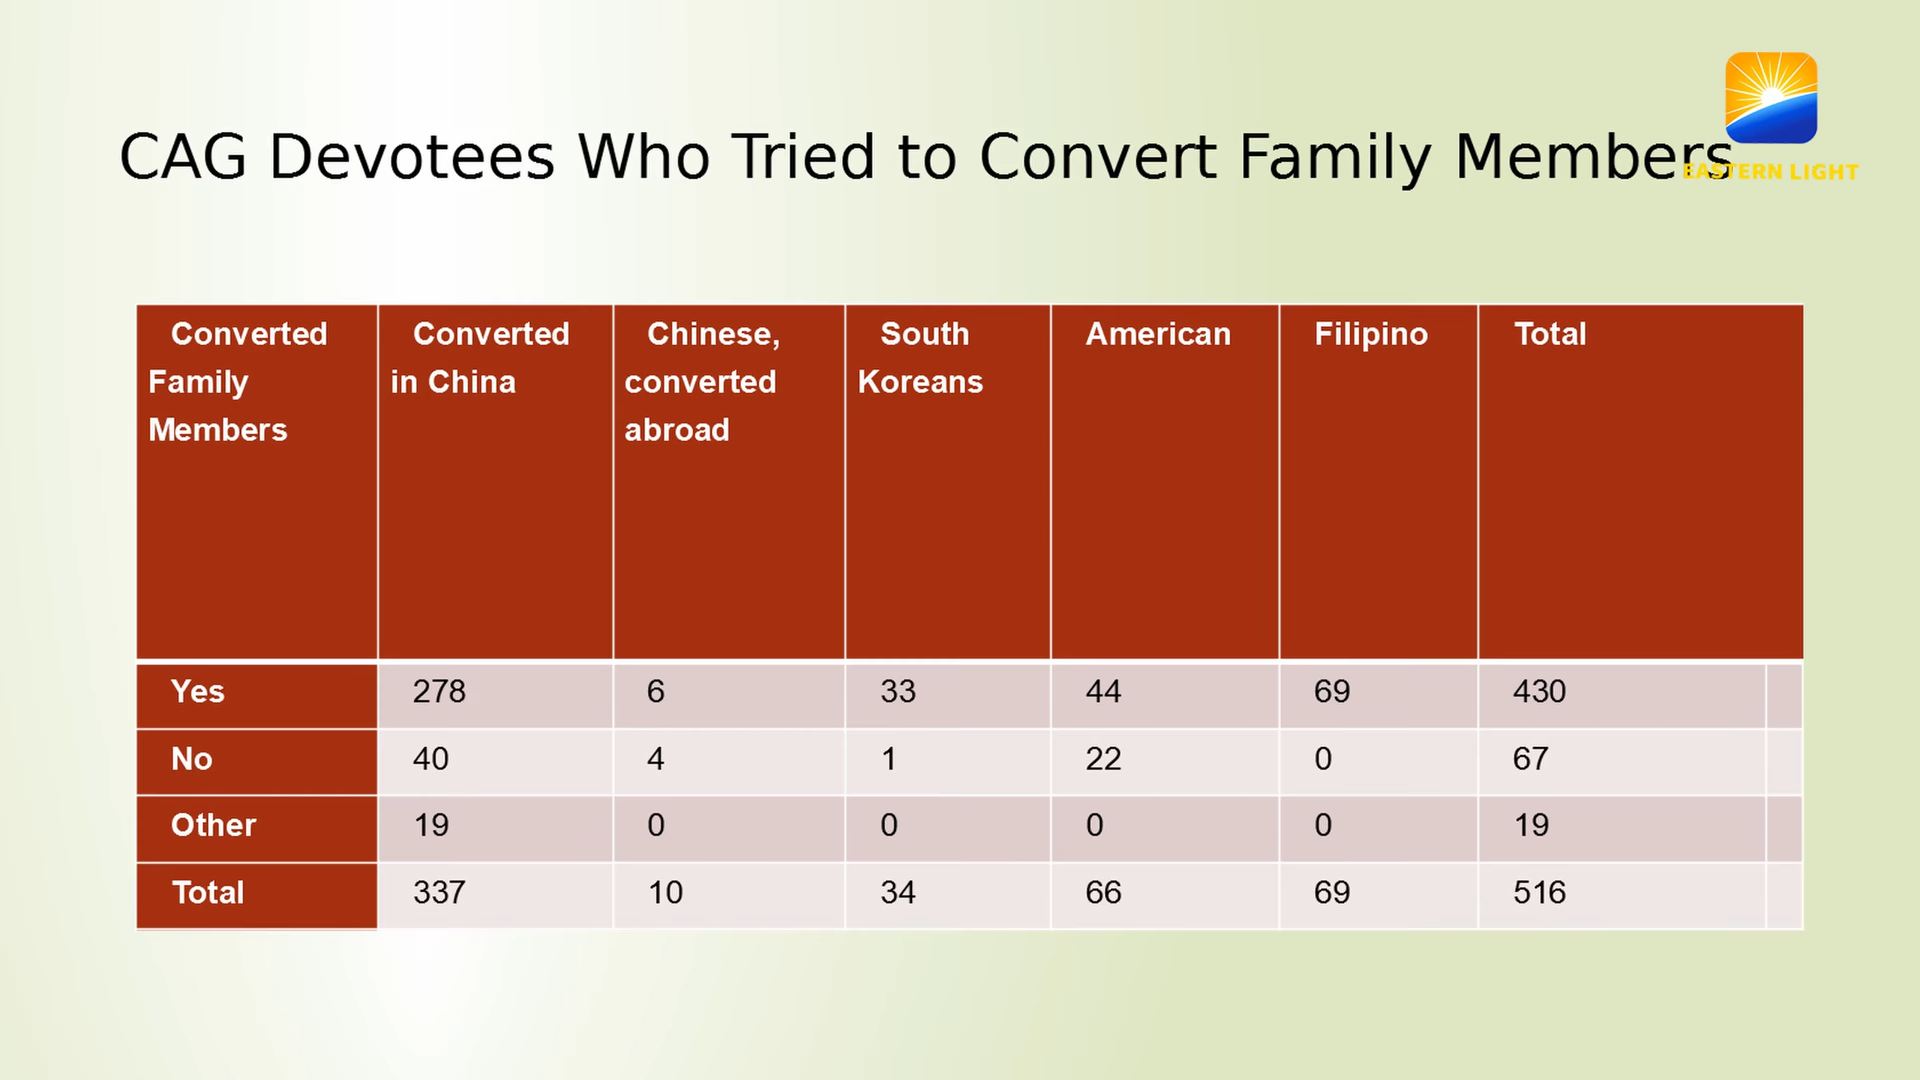 CAG Devotees Who Tried to Convert Family Members
EASTERN LIGHT
Converted Family Members
Converted in China
Chinese, converted abroad
South Koreans
American
Filipino
Total
Yes 278 6 33 44 69 430
No 40 4 1 22 0 67
Other 19 0 0 0 0 19
Total 337 10 34 66 69 516